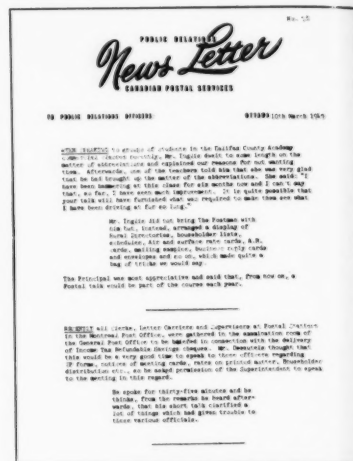 No. 18
PUBLIC RELATIONS
News Letter
CANADIAN POSTAL SERVICES
TO PUBLIC RELATIONS OFFICERS OTTAWA 10th March 1949
WHEN SPEAKING to groups of students in the Halifax County Academy
recently, Mr. Inglis dwelt to some length on the
matter of abbreviations and explained our reasons for not wanting
them. Afterwards, one of the teachers told him that she was very glad
that he had brought up the matter of the abbreviations. She said: "I
have been hammering at this class for six months now and I can't say
that, so far, I have seen much improvement. It is quite possible that
your talk will have furnished what was required to make them see what
I have been driving at for so long."
Mr. Inglis did not bring The Postman with
him but, instead, arranged a display of
Rural Directories, householder lists,
schedules, air and surface rate cards, A.R.
cards, mailing samples, business reply cards
and envelopes and so on, which made quite a
bag of tricks we would say.
The Principal was most appreciative and said that, from now on, a
Postal talk would be part of the course each year.
RECENTLY all Clerks, Letter Carriers and Supervisors at Postal Stations
in the Montreal Post Office, were gathered in the examination room of
the General Post Office to be briefed in connection with the delivery
of Income Tax Refundable Savings cheques. Mr. Desautels thought that
this would be a very good time to speak to these officers regarding
forms, notices of meeting cards, rates on printed matter, Householder
distribution etc., so he asked permission of the Superintendent to speak
to the meeting in this regard.
He spoke for thirty-five minutes and he
thinks, from the remarks he heard after-
wards, that his short talk clarified a
lot of things which had given trouble to
these various officials.